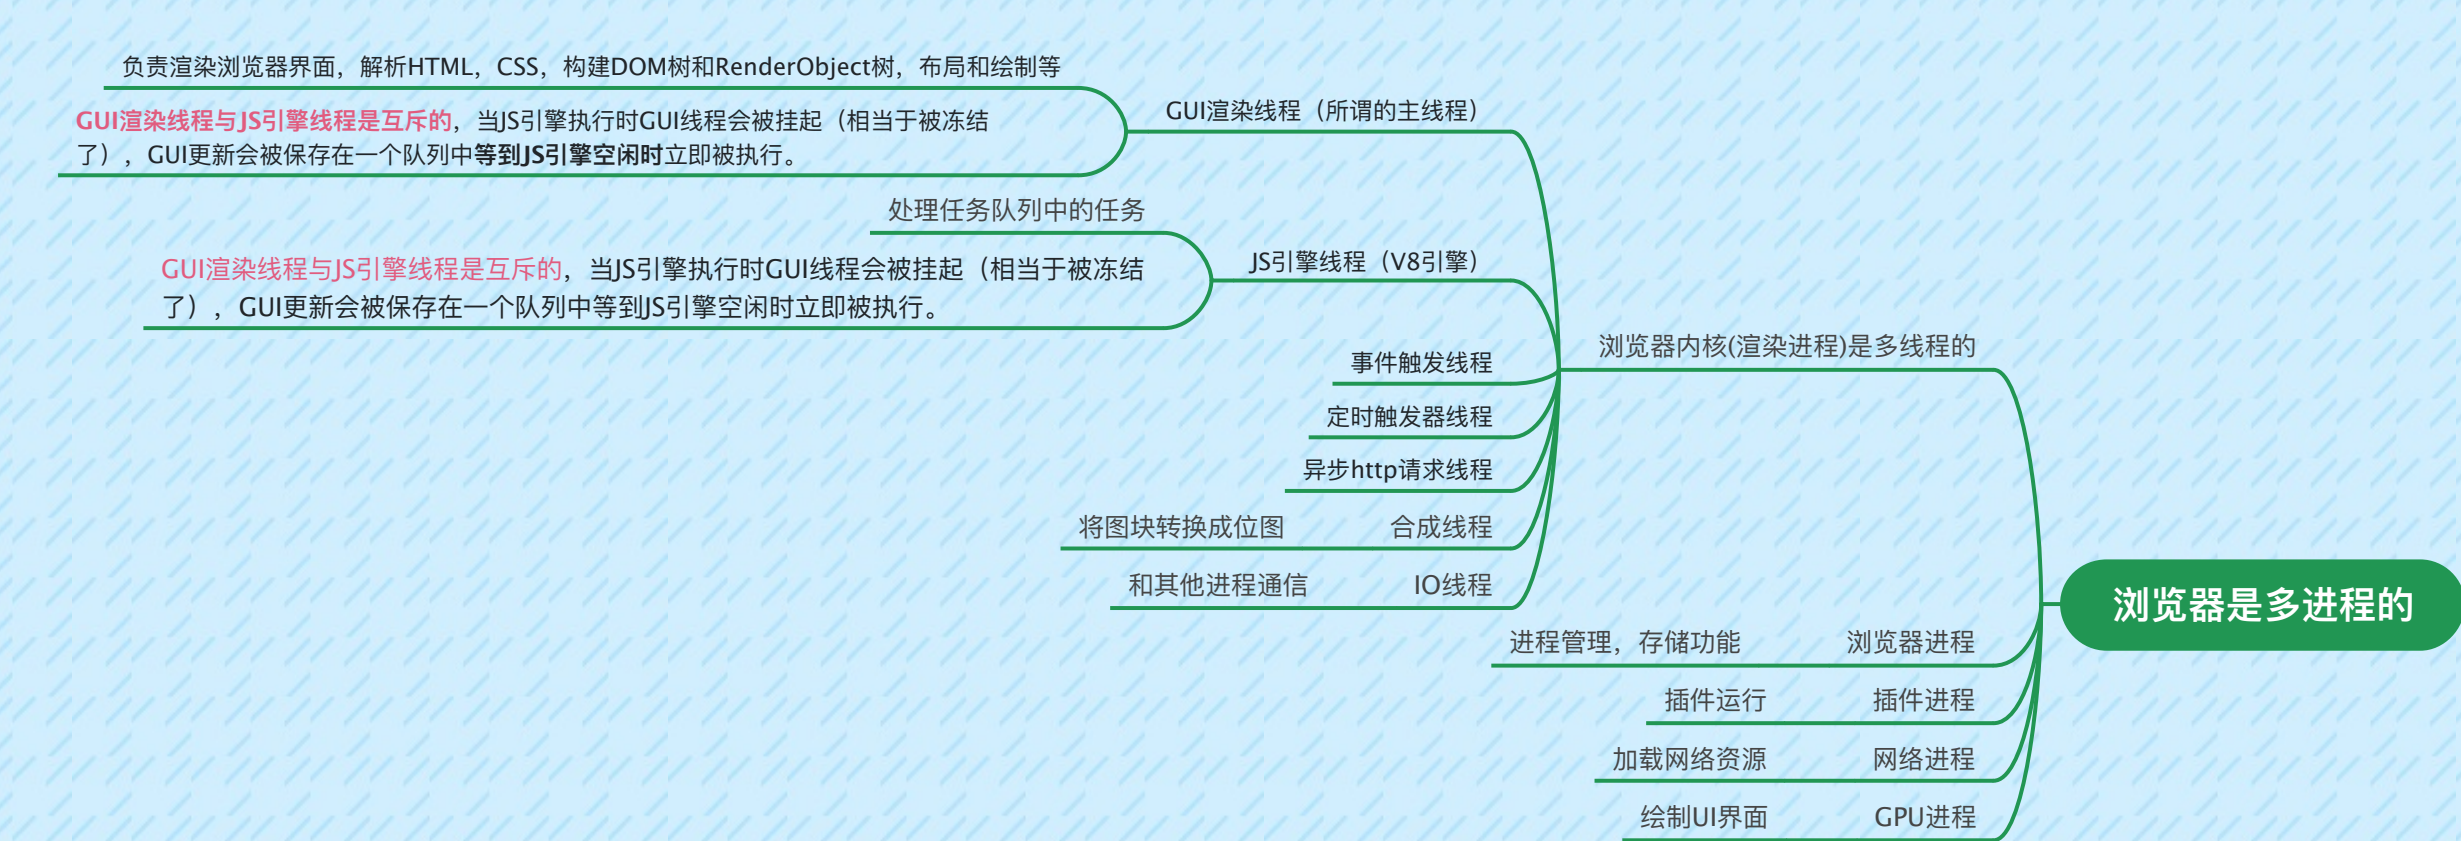 负责渲染浏览器界面，解析HTML，CSS，构建DOM树和RenderObject树，布局和绘制等
GUI渲染线程（所谓的主线程）
GUI渲染线程与JS引擎线程是互斥的，当JS引擎执行时GUI线程会被挂起（相当于被冻结
了），GUI更新会被保存在一个队列中等到JS引擎空闲时立即被执行。
处理任务队列中的任务
JS引擎线程（V8引擎）
GUI渲染线程与JS引擎线程是互斥的，当JS引擎执行时GUI线程会被挂起（相当于被冻结
了），GUI更新会被保存在一个队列中等到JS引擎空闲时立即被执行。
浏览器内核(渲染进程)是多线程的
事件触发线程
定时触发器线程
异步http请求线程
将图块转换成位图
合成线程
和其他进程通信
IO线程
浏览器是多进程的
进程管理，存储功能
浏览器进程
插件运行
插件进程
加载网络资源
网络进程
绘制UI界面
GPU进程